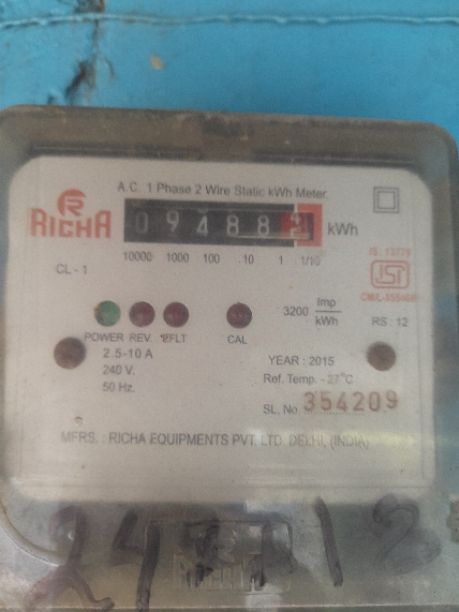 A.C. 1 Phase 2 Wire Static kWh Meter
RICHA
09488 kWh
10000 1000 100 10 1 1/10
CL - 1
IS. 13779
ISI
3200 Imp/kWh
RS : 12
POWER REV. E/FLT CAL
2.5-10 A
240 V.
50 Hz.
YEAR : 2015
Ref. Temp. - 27°C
SL. No 354209
MFRS. : RICHA EQUIPMENTS PVT. LTD. DELHI, (INDIA)